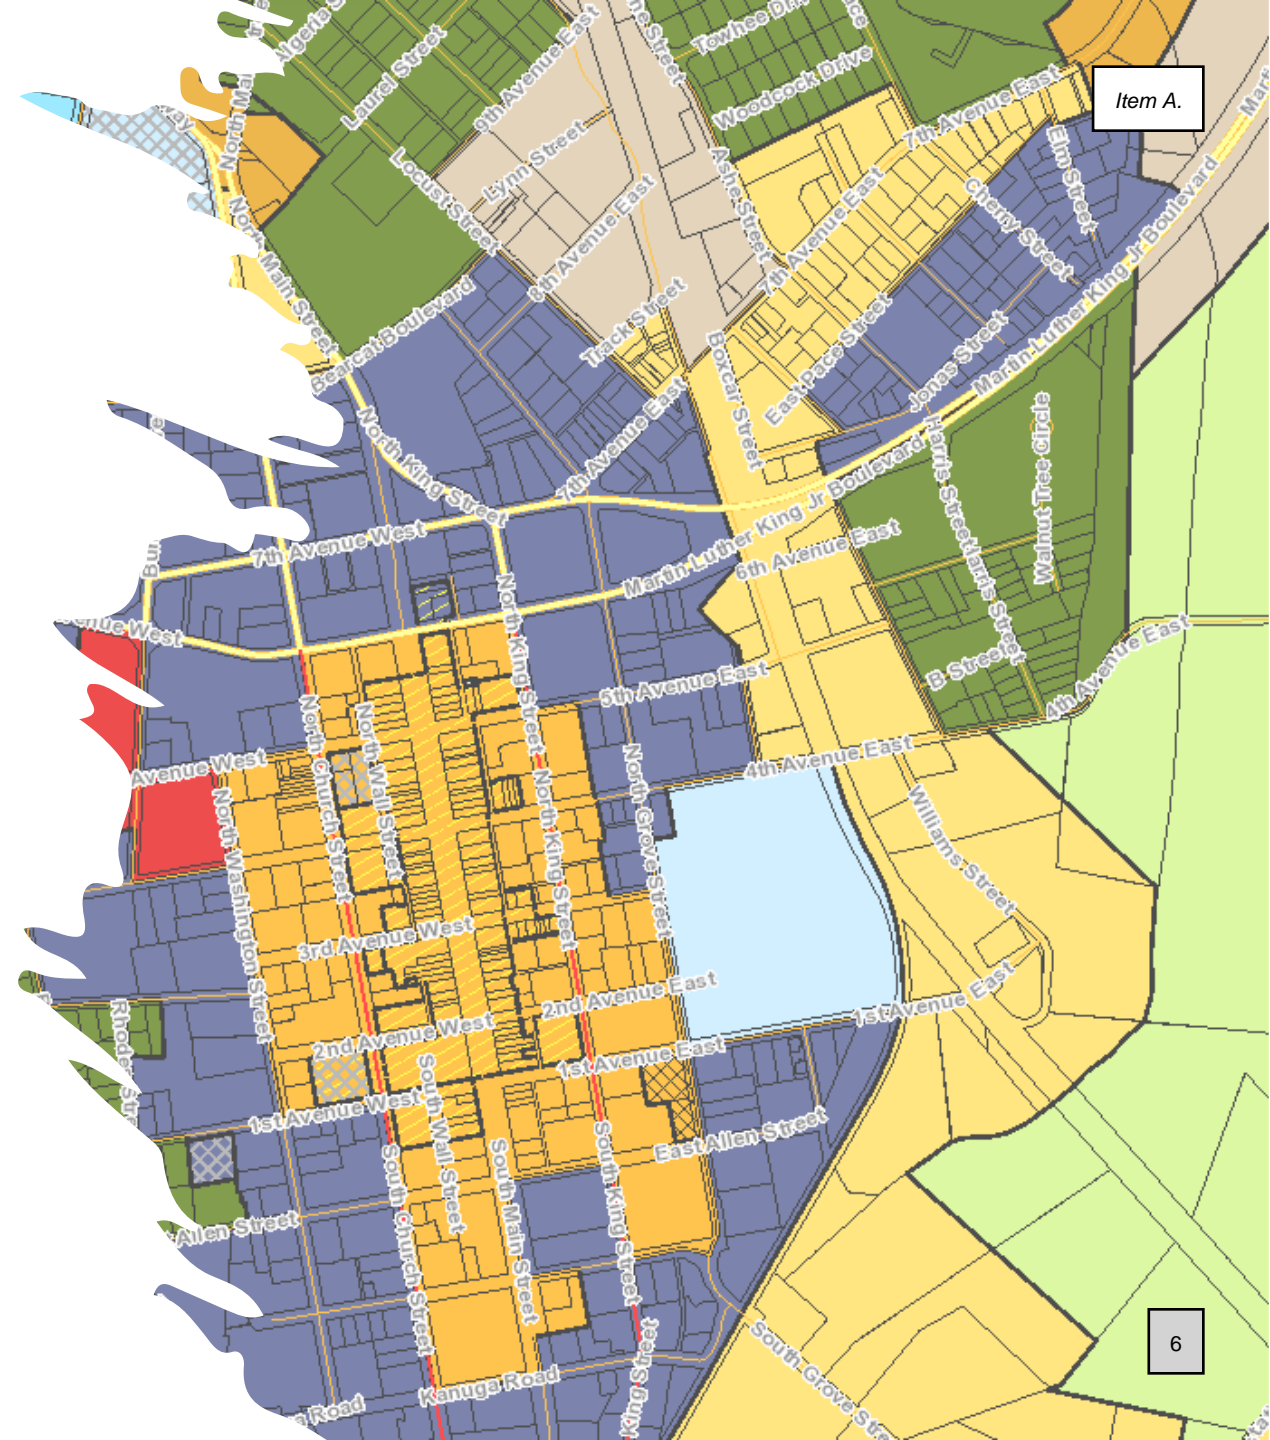 Laurel Street
9th Avenue East
Towhee
Woodcock Drive
7th Avenue East
Item A.
North
Lynn Street
Locust Street
Ashe Street
Elm Street
Cherry Street
North Main Street
6th Avenue East
7th Avenue East
Track Street
Bearcat Boulevard
Boxcar Street
East Pace Street
Jonas Street
Martin Luther King Jr Boulevard
7th Avenue East
North King Street
Harris Street
Walnut Tree Circle
7th Avenue West
Martin Luther King Jr Boulevard
6th Avenue East
North King Street
Harris Street
B Street
4th Avenue East
5th Avenue East
4th Avenue East
North Church Street
North Wall Street
Avenue West
North Washington Street
North King Street
North Grove Street
Williams Street
3rd Avenue West
2nd Avenue East
1st Avenue East
2nd Avenue West
1st Avenue East
1st Avenue West
South Wall Street
East Allen Street
South Church Street
South Main Street
South King Street
Allen Street
Kanuga Road
South Grove
6
Road